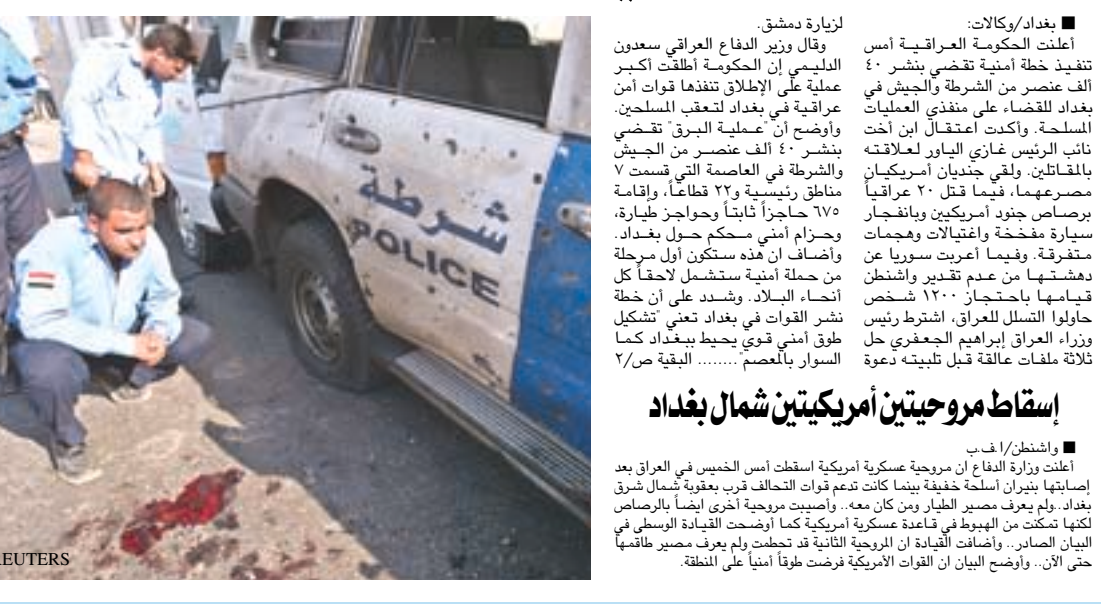 ■ بغداد/وكالات:
أعلنت الحكومة العراقية أمس
تنفيذ خطة أمنية تقضي بنشر ٤٠
ألف عنصر من الشرطة والجيش في
بغداد للقضاء على منفذي العمليات
المسلحة. وأكدت اعتقال ابن أخت
نائب الرئيس غازي الياور لعلاقته
بالمقاتلين. ولقي جنديان أمريكيان
مصرعهما، فيما قتل ٢٠ عراقياً
برصاص جنود أمريكيين وبانفجار
سيارة مفخخة واغتيالات وهجمات
متفرقة. وفيما أعربت سوريا عن
دهشتها من عدم تقدير واشنطن
قيامها باحتجاز ١٢٠٠ شخص
حاولوا التسلل للعراق، اشترط رئيس
وزراء العراق إبراهيم الجعفري حل
ثلاثة ملفات عالقة قبل تلبيته دعوة
لزيارة دمشق.
وقال وزير الدفاع العراقي سعدون
الدليمي إن الحكومة أطلقت أكبر
عملية على الإطلاق تنفذها قوات أمن
عراقية في بغداد لتعقب المسلحين.
وأوضح أن "عملية البرق" تقضي
بنشر ٤٠ ألف عنصر من الجيش
والشرطة في العاصمة التي قسمت ٧
مناطق رئيسية و٢٢ قطاعاً، وإقامة
٦٧٥ حاجزاً ثابتاً وحواجز طيارة،
وحزام أمني محكم حول بغداد.
وأضاف ان هذه ستكون أول مرحلة
من حملة أمنية ستشمل لاحقاً كل
أنحاء البلاد. وشدد على أن خطة
نشر القوات في بغداد تعني "تشكيل
طوق أمني قوي يحيط ببغداد كما
السوار بالمعصم"........ البقية ص/٢
إسقاط مروحيتين أمريكيتين شمال بغداد
■ واشنطن/ا.ف.ب
أعلنت وزارة الدفاع ان مروحية عسكرية أمريكية اسقطت أمس الخميس في العراق بعد
إصابتها بنيران أسلحة خفيفة بينما كانت تدعم قوات التحالف قرب بعقوبة شمال شرق
بغداد..ولم يعرف مصير الطيار ومن كان معه.. وأصيبت مروحية أخرى ايضاً بالرصاص
لكنها تمكنت من الهبوط في قاعدة عسكرية أمريكية كما أوضحت القيادة الوسطى في
البيان الصادر.. وأضافت القيادة ان المروحية الثانية قد تحطمت ولم يعرف مصير طاقمها
حتى الآن.. وأوضح البيان ان القوات الأمريكية فرضت طوقاً أمنياً على المنطقة.
شرطة
POLICE
EUTERS